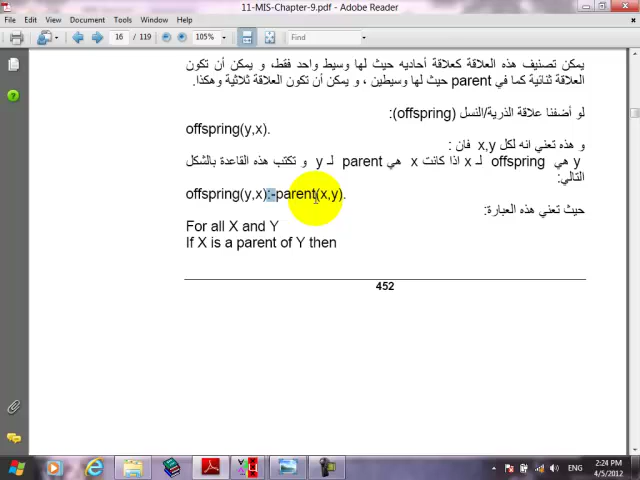 11-MIS-Chapter-9.pdf - Adobe Reader
File Edit View Document Tools Window Help
16 / 119 105% Find
يمكن تصنيف هذه العلاقة كعلاقة أحاديه حيث لها وسيط واحد فقط، و يمكن أن تكون
العلاقة ثنائية كما في parent حيث لها وسيطين ، و يمكن أن تكون العلاقة ثلاثية وهكذا.
لو أضفنا علاقة الذرية/النسل (offspring):
offspring(y,x).
و هذه تعني انه لكل x,y فان :
y هي offspring لـ x اذا كانت x هي parent لـ y و تكتب هذه القاعدة بالشكل
التالي:
offspring(y,x):-parent(x,y).
حيث تعني هذه العبارة:
For all X and Y
If X is a parent of Y then
452
2:24 PM
4/5/2012